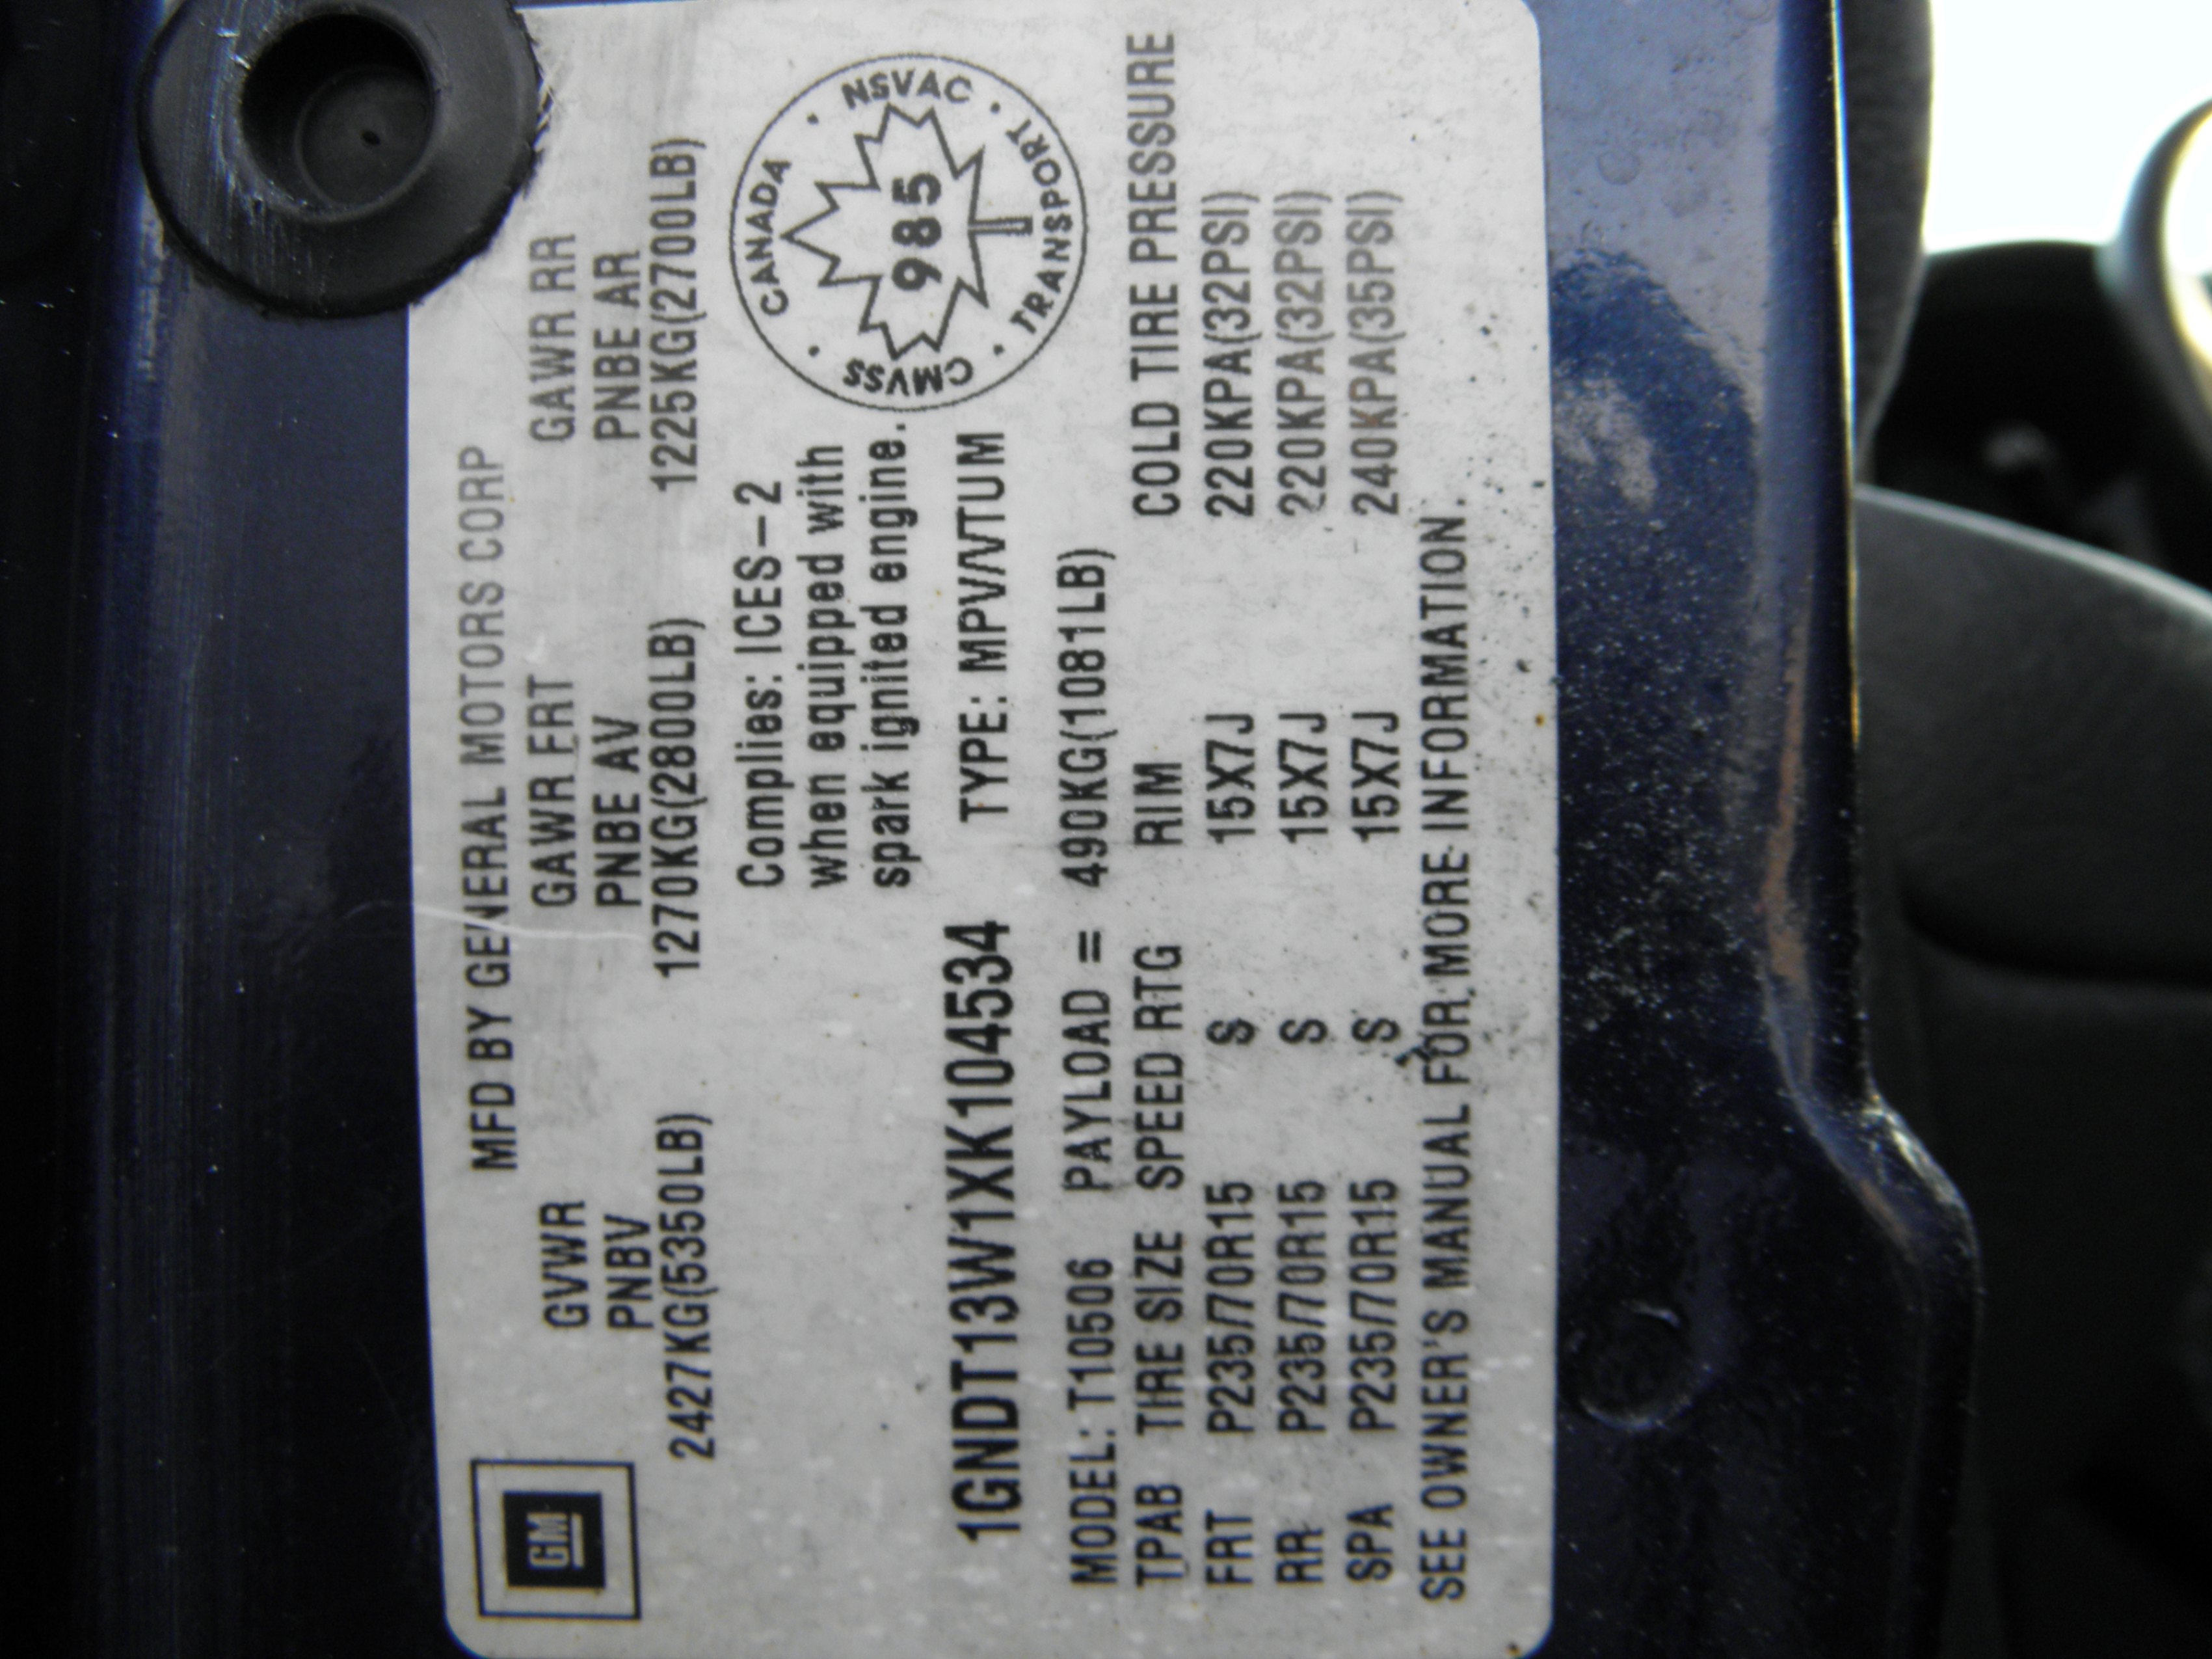 GM
MFD BY GENERAL MOTORS CORP
GVWR GAWR FRT GAWR RR
PNBV PNBE AV PNBE AR
2427KG(5350LB) 1270KG(2800LB) 1225KG(2700LB)
Complies: ICES-2
when equipped with
spark ignited engine.
CANADA · NSVAC · TRANSPORT · CMVSS ·
985
1GNDT13W1XK104534 TYPE: MPV/VTUM
MODEL: T10506 PAYLOAD = 490KG(1081LB)
TPAB TIRE SIZE SPEED RTG RIM COLD TIRE PRESSURE
FRT P235/70R15 S 15X7J 220KPA(32PSI)
RR P235/70R15 S 15X7J 220KPA(32PSI)
SPA P235/70R15 S 15X7J 240KPA(35PSI)
SEE OWNER'S MANUAL FOR MORE INFORMATION.